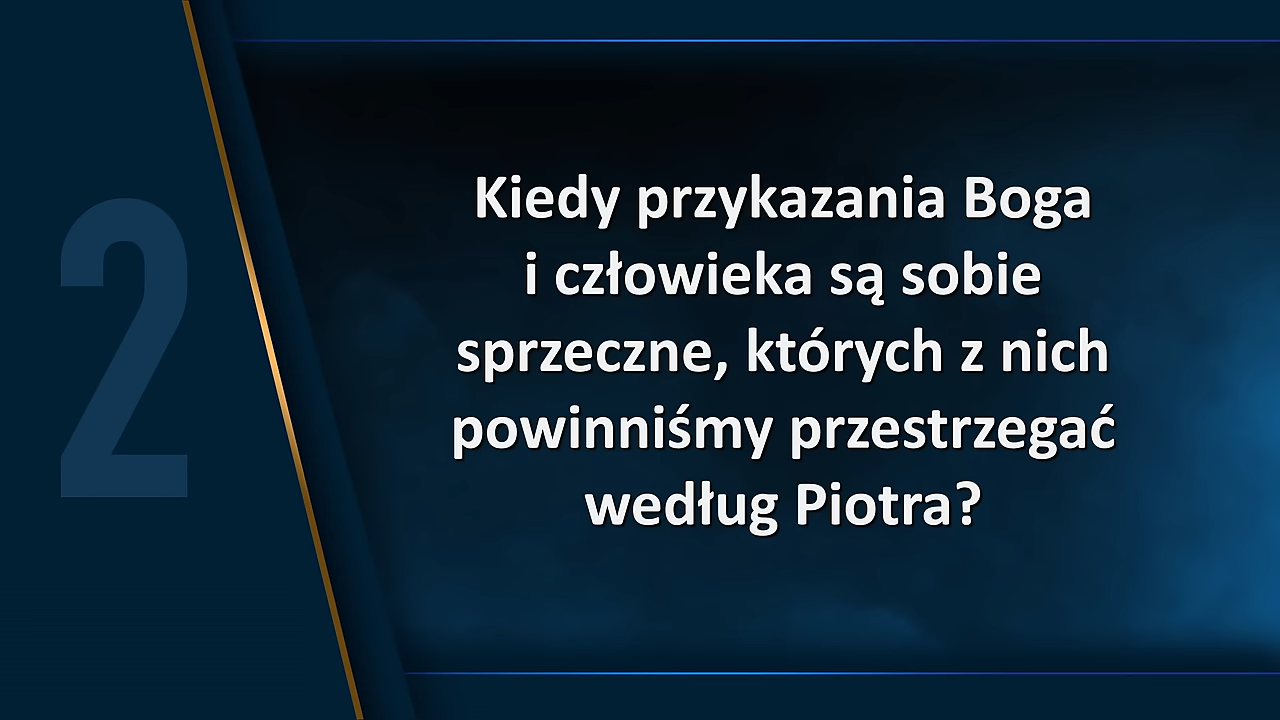 2
Kiedy przykazania Boga
i człowieka są sobie
sprzeczne, których z nich
powinniśmy przestrzegać
według Piotra?